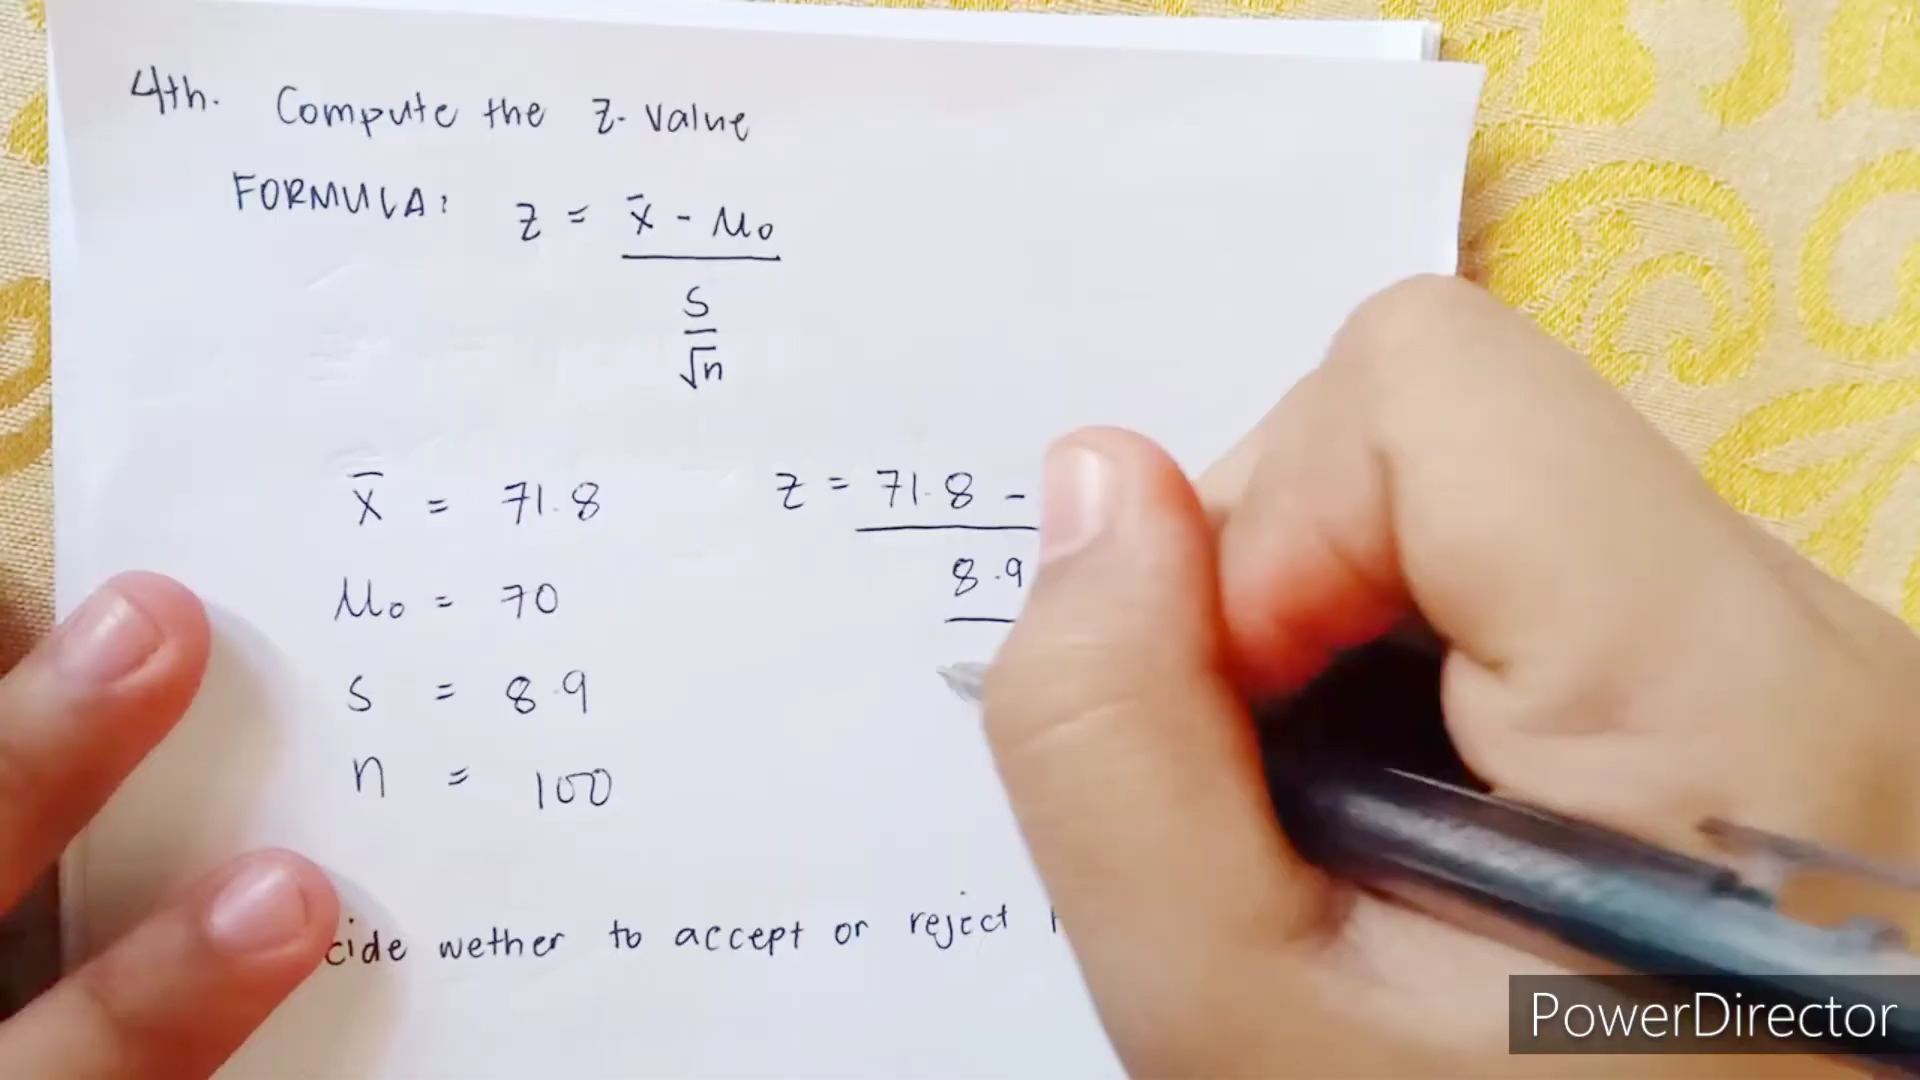 4th. Compute the z-value
FORMULA: z = x̄ - μ₀
s
√n
x̄ = 71.8
z = 71.8 -
8.9
μ₀ = 70
s = 8.9
n = 100
cide wether to accept or reject
PowerDirector